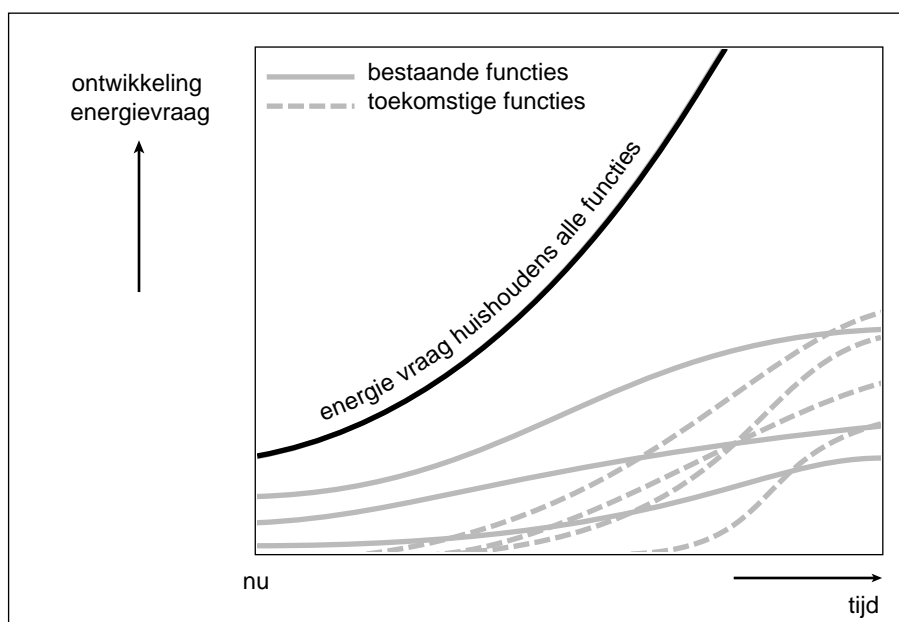 ontwikkeling
energievraag
bestaande functies
toekomstige functies
energie vraag huishoudens alle functies
nu
tijd